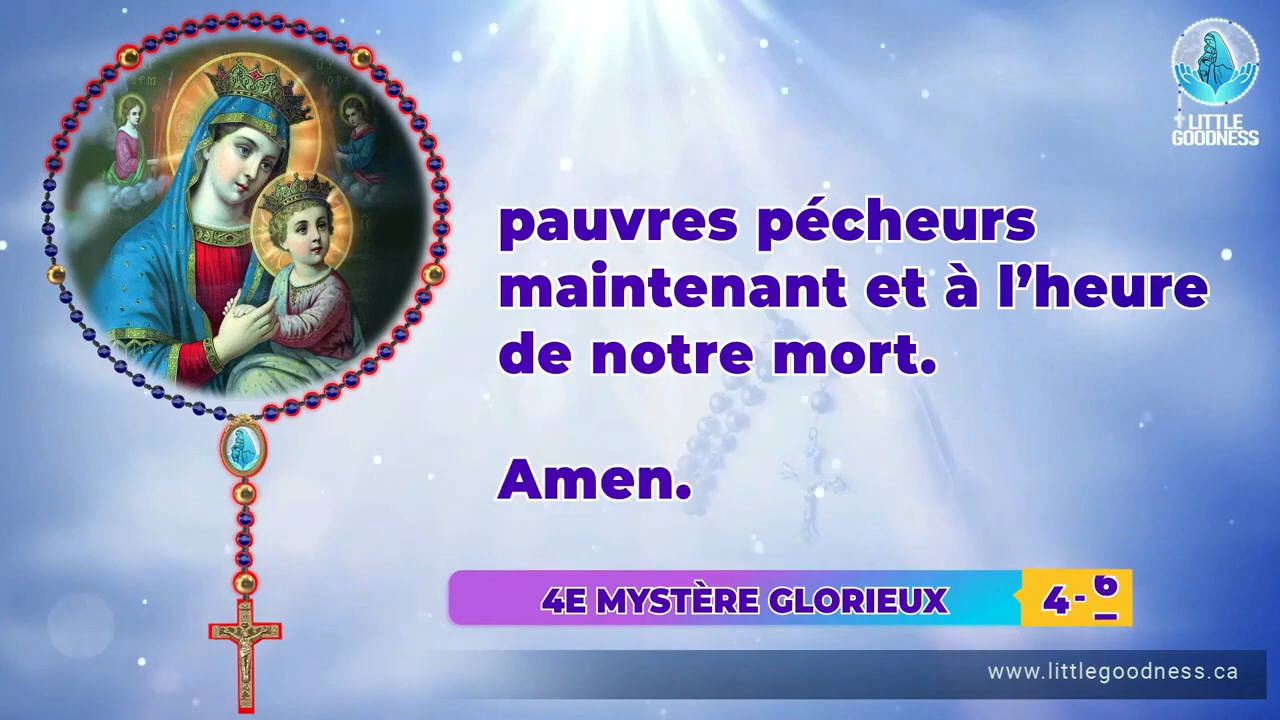 LITTLE
GOODNESS
pauvres pécheurs
maintenant et à l’heure
de notre mort.
Amen.
4E MYSTÈRE GLORIEUX
4-
www.littlegoodness.ca